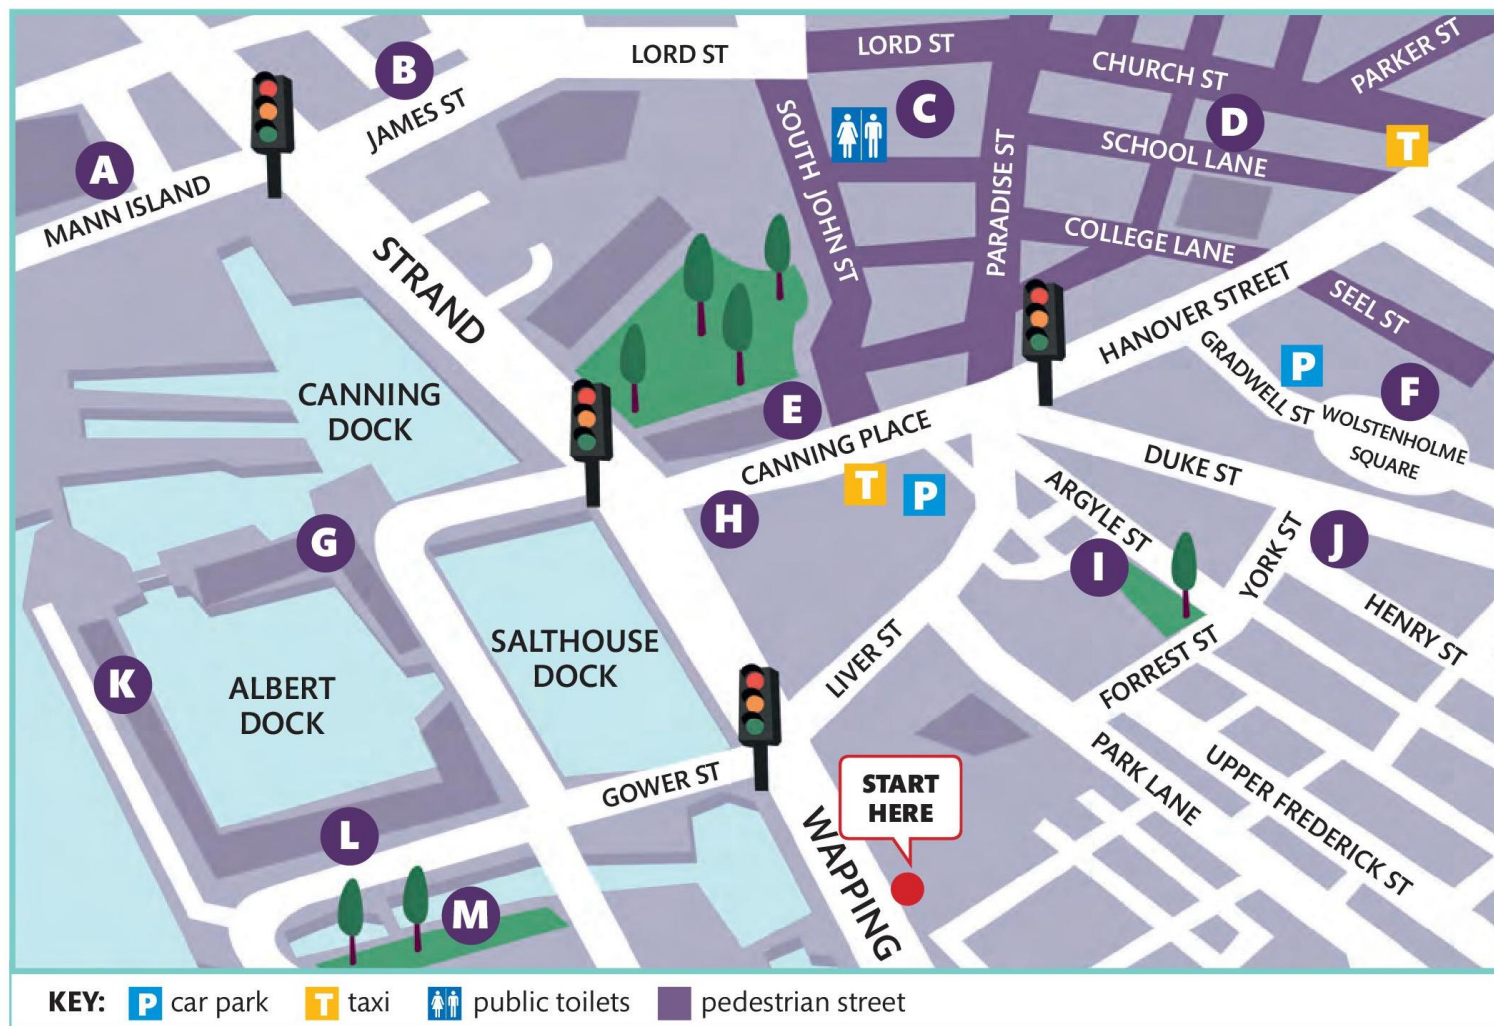 LORD ST
LORD ST
CHURCH ST
PARKER ST
B
JAMES ST
C
D
T
A
MANN ISLAND
SOUTH JOHN ST
PARADISE ST
SCHOOL LANE
COLLEGE LANE
STRAND
HANOVER STREET
SEEL ST
GRADWELL ST
P
F
WOLSTENHOLME
SQUARE
CANNING
DOCK
E
CANNING PLACE
T
P
H
DUKE ST
ARGYLE ST
G
I
J
YORK ST
HENRY ST
SALTHOUSE
DOCK
LIVER ST
FORREST ST
K
ALBERT
DOCK
GOWER ST
START
HERE
PARK LANE
UPPER FREDERICK ST
L
WAPPING
M
KEY: P car park T taxi public toilets pedestrian street